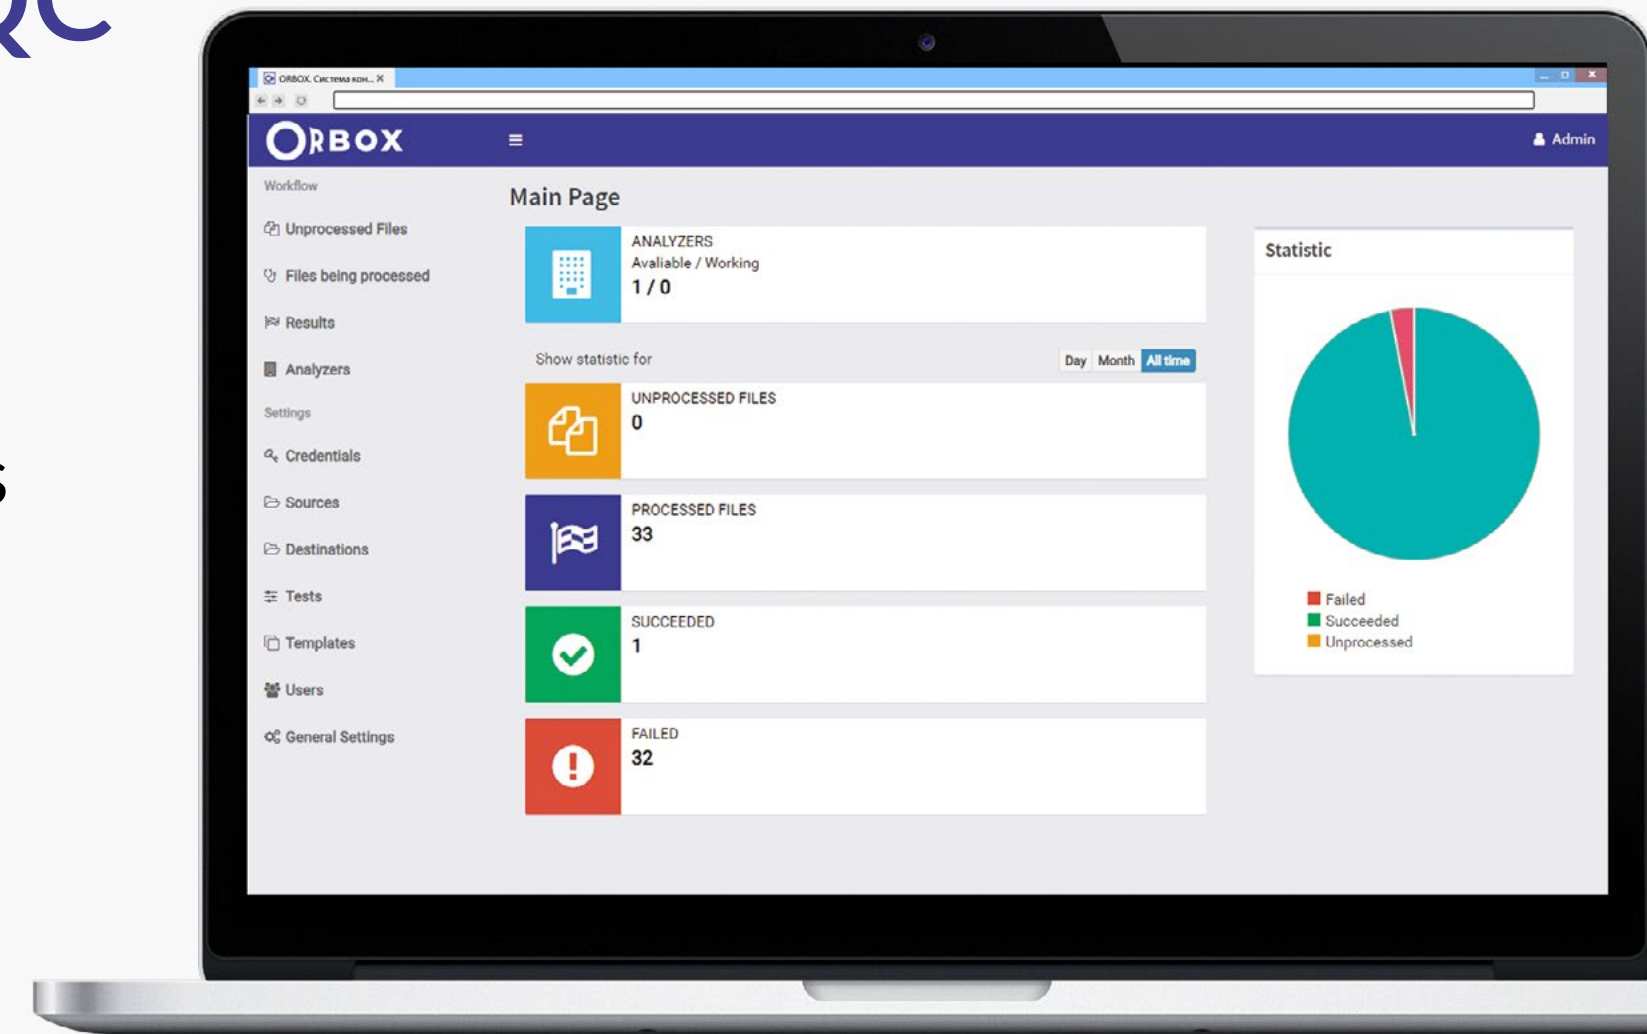 QC
s
ORBOX. Система кон... X
ORBOX
Admin
Workflow
Unprocessed Files
Files being processed
Results
Analyzers
Settings
Credentials
Sources
Destinations
Tests
Templates
Users
General Settings
Main Page
ANALYZERS
Avaliable / Working
1 / 0
Show statistic for
Day Month All time
UNPROCESSED FILES
0
PROCESSED FILES
33
SUCCEEDED
1
FAILED
32
Statistic
Failed
Succeeded
Unprocessed